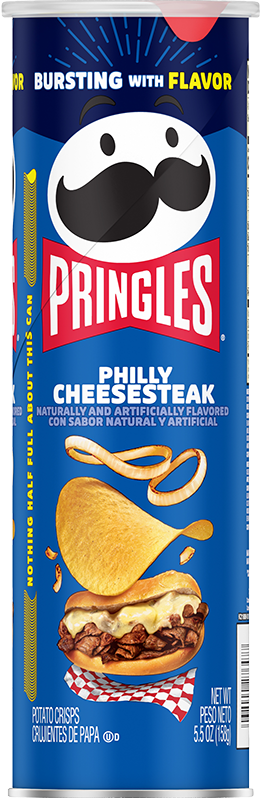 BURSTING WITH FLAVOR
PRINGLES
PHILLY
CHEESESTEAK
NATURALLY AND ARTIFICIALLY FLAVORED
CON SABOR NATURAL Y ARTIFICIAL
NOTHING HALF FULL ABOUT THIS CAN
POTATO CRISPS
CRUJIENTES DE PAPA Ⓤ D
NET WT
PESO NETO
5.5 OZ (158g)